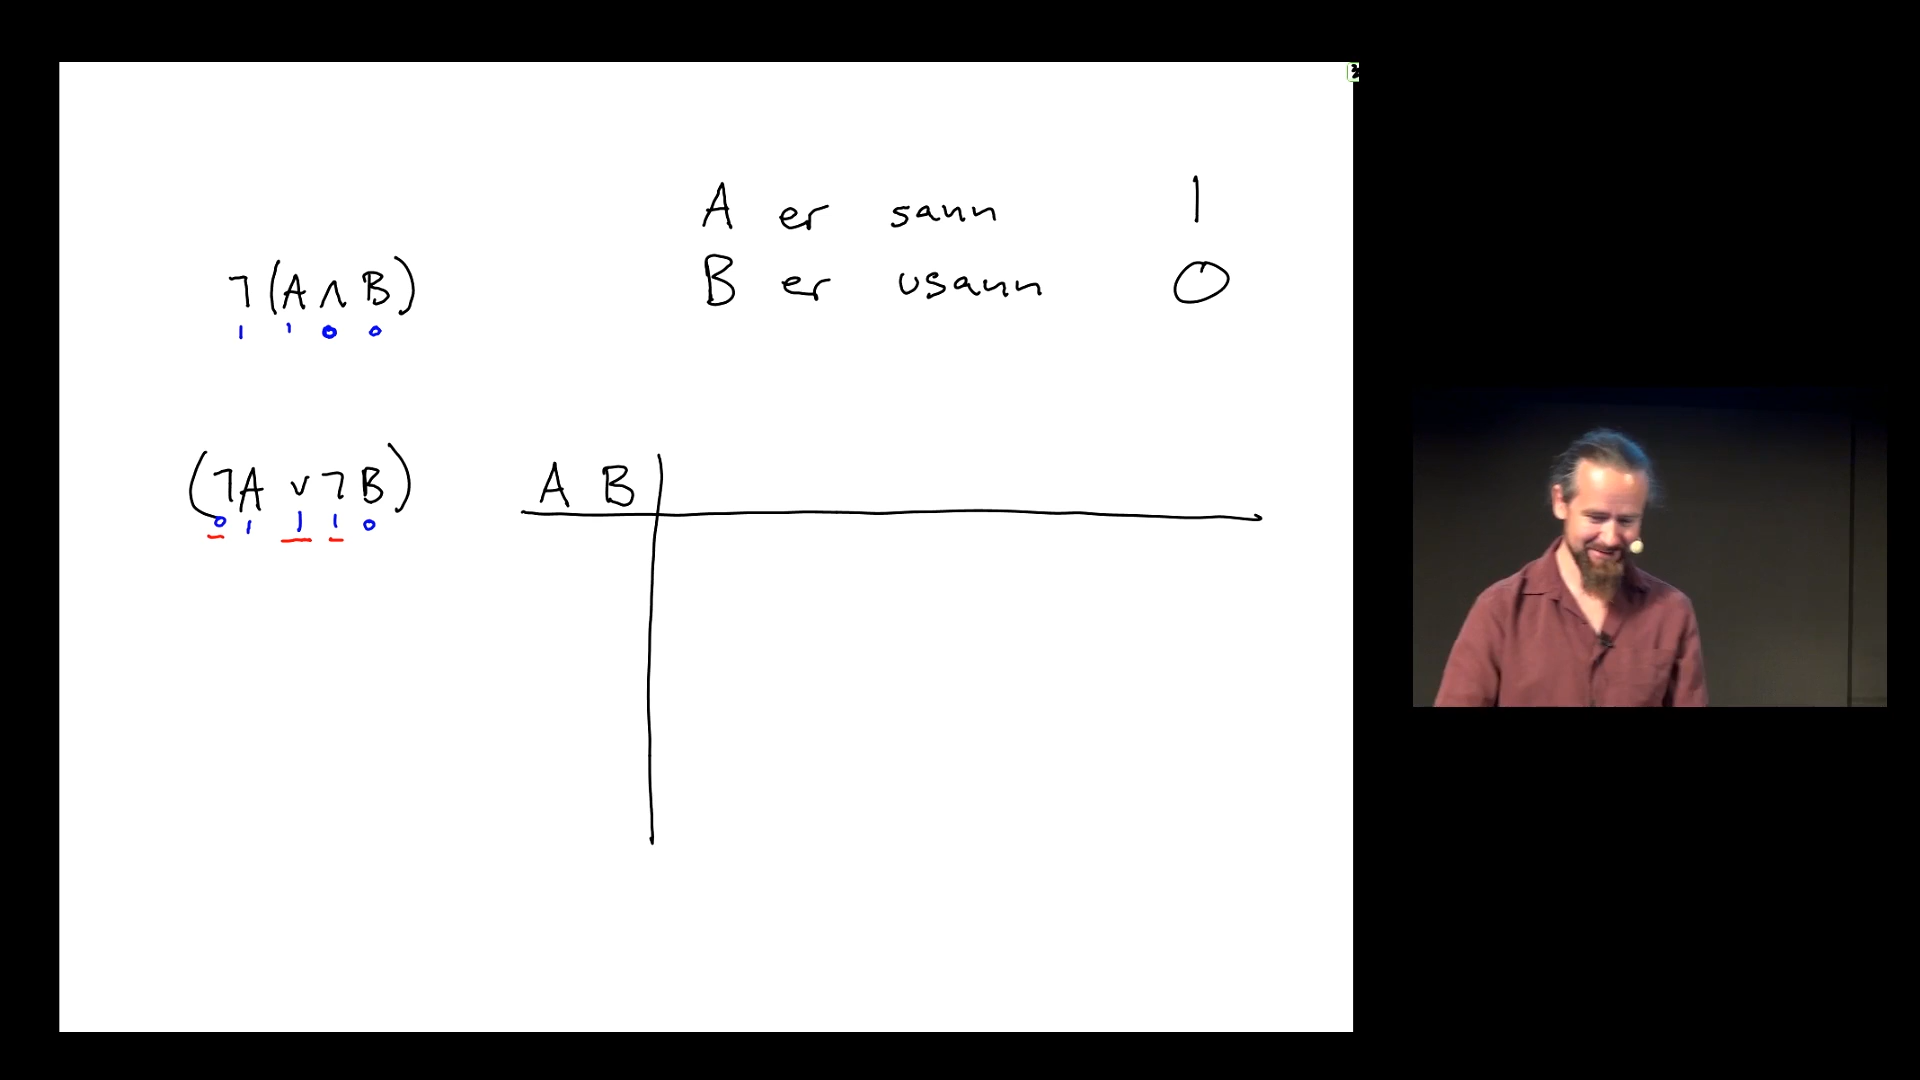 A er sann 1
B er usann 0
¬(A ∧ B)
1 1 0 0
(¬A ∨ ¬B)
0 1 1 1 0
A B